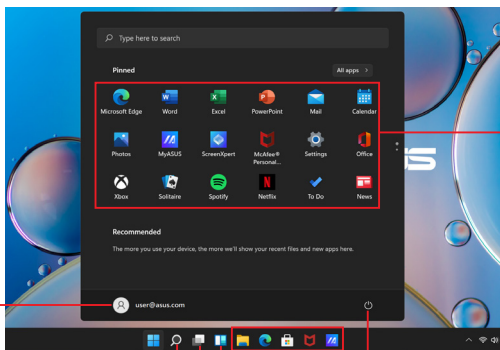 Type here to search
Pinned
All apps >
Microsoft Edge Word Excel PowerPoint Mail Calendar
Photos MyASUS ScreenXpert McAfee® Personal... Settings Office
Xbox Solitaire Spotify Netflix To Do News
Recommended
The more you use your device, the more we'll show your recent files and new apps here.
user@asus.com